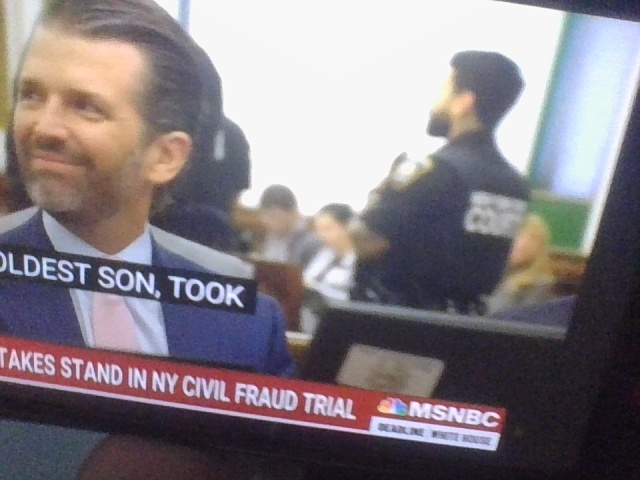 COURT
OLDEST SON, TOOK
TAKES STAND IN NY CIVIL FRAUD TRIAL
MSNBC
DEADLINE WHITE HOUSE